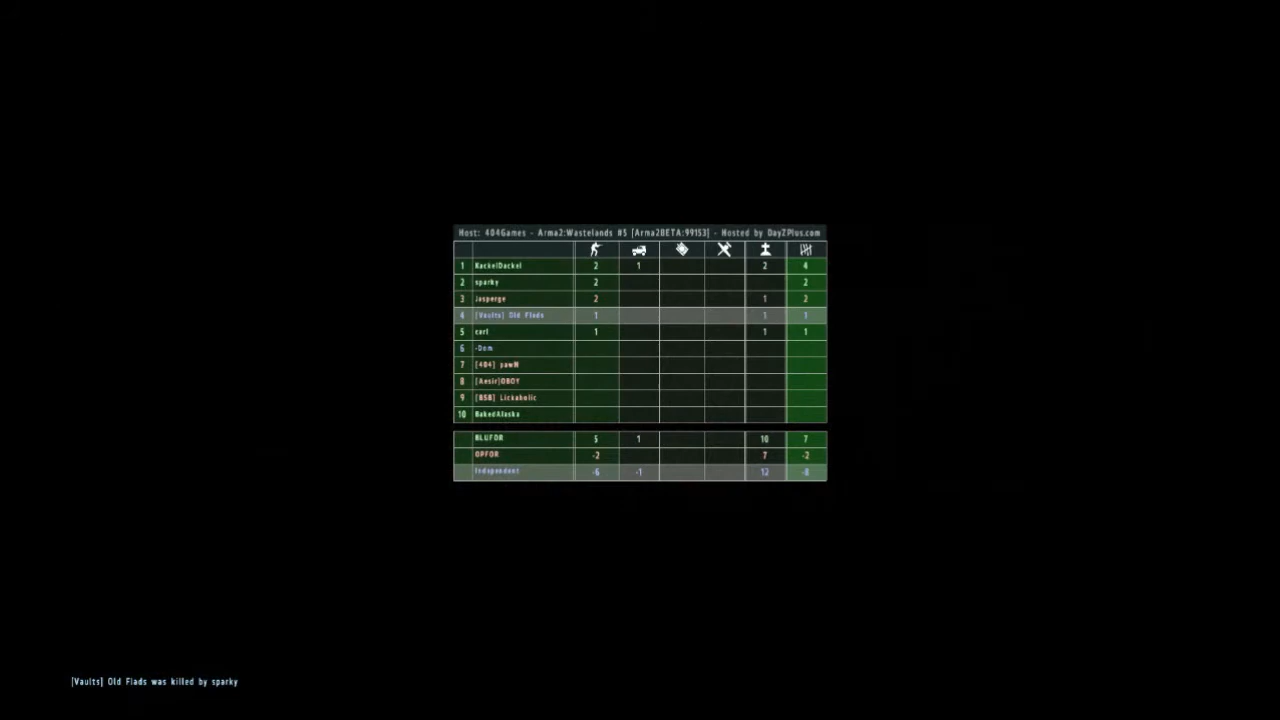 Host: 404Games - Arma2:Wastelands #5 [Arma2BETA:99153] - Hosted by DayZPlus.com
1 KackelDackel 2 1 2 4
2 sparky 2 2
3 Jasperge 2 1 2
4 [Vaults] Old Flads 1 1 1
5 carl 1 1 1
6 -Dom
7 [404] pawN
8 [Aesir]OBOY
9 [BSB] Lickaholic
10 BakedAlaska
BLUFOR 5 1 10 7
OPFOR -2 7 -2
Independent -6 -1 12 -8
[Vaults] Old Flads was killed by sparky